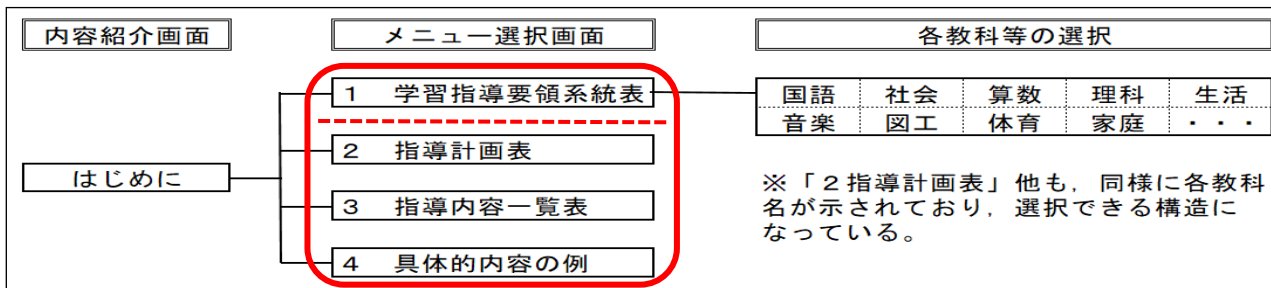 内容紹介画面
メニュー選択画面
各教科等の選択
はじめに
1 学習指導要領系統表
2 指導計画表
3 指導内容一覧表
4 具体的内容の例
国語 社会 算数 理科 生活
音楽 図工 体育 家庭 ・・・
※「２指導計画表」他も，同様に各教科
名が示されており，選択できる構造に
なっている。